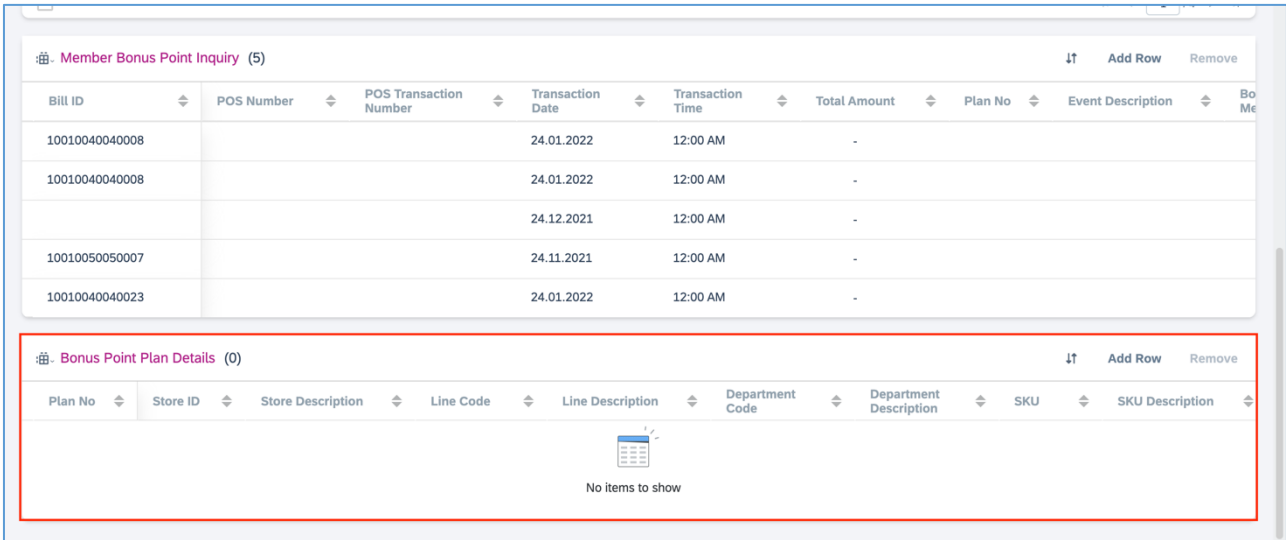 Member Bonus Point Inquiry (5) Add Row Remove
Bill ID POS Number POS Transaction Number Transaction Date Transaction Time Total Amount Plan No Event Description Bo Me
10010040040008 24.01.2022 12:00 AM -
10010040040008 24.01.2022 12:00 AM -
24.12.2021 12:00 AM -
10010050050007 24.11.2021 12:00 AM -
10010040040023 24.01.2022 12:00 AM -
Bonus Point Plan Details (0) Add Row Remove
Plan No Store ID Store Description Line Code Line Description Department Code Department Description SKU SKU Description
No items to show